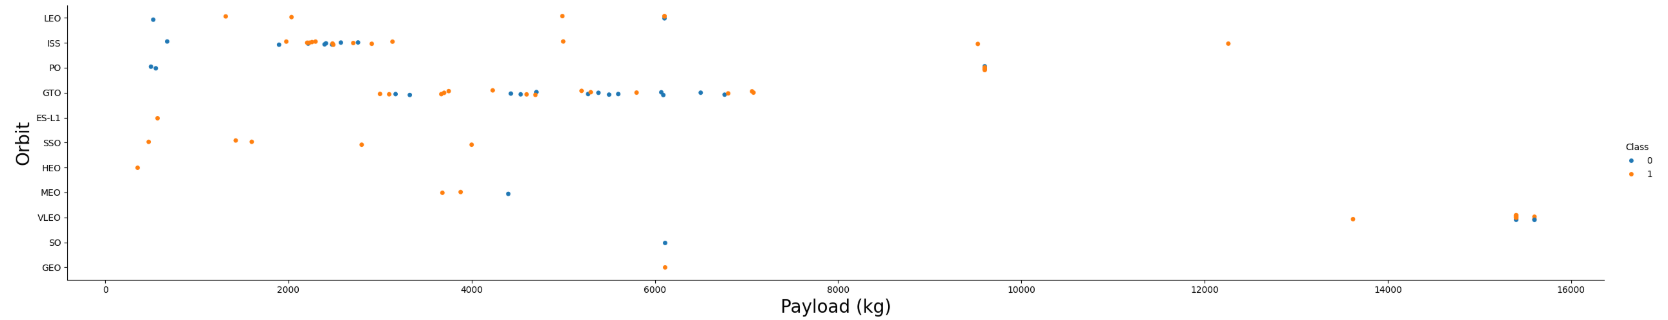 LEO
ISS
PO
GTO
ES-L1
SSO
HEO
MEO
VLEO
SO
GEO
Orbit
0 2000 4000 6000 8000 10000 12000 14000 16000
Payload (kg)
Class
0
1